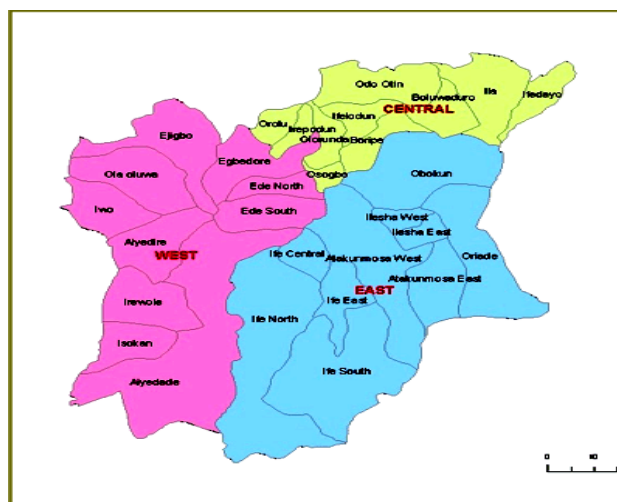 Odo Otin
Ila
Boluwaduro
Ifedayo
CENTRAL
Ifelodun
Orolu
Irepodun
Olorunda
Boripe
Ejigbo
Egbedore
Osogbo
Obokun
Ola oluwa
Ede North
Iwo
Ede South
Ilesha West
Ilesha East
Aiyedire
WEST
Ife Central
Atakunmosa West
Oriade
Atakunmosa East
EAST
Irewole
Ife East
Ife North
Isokan
Ife South
Aiyedade
0